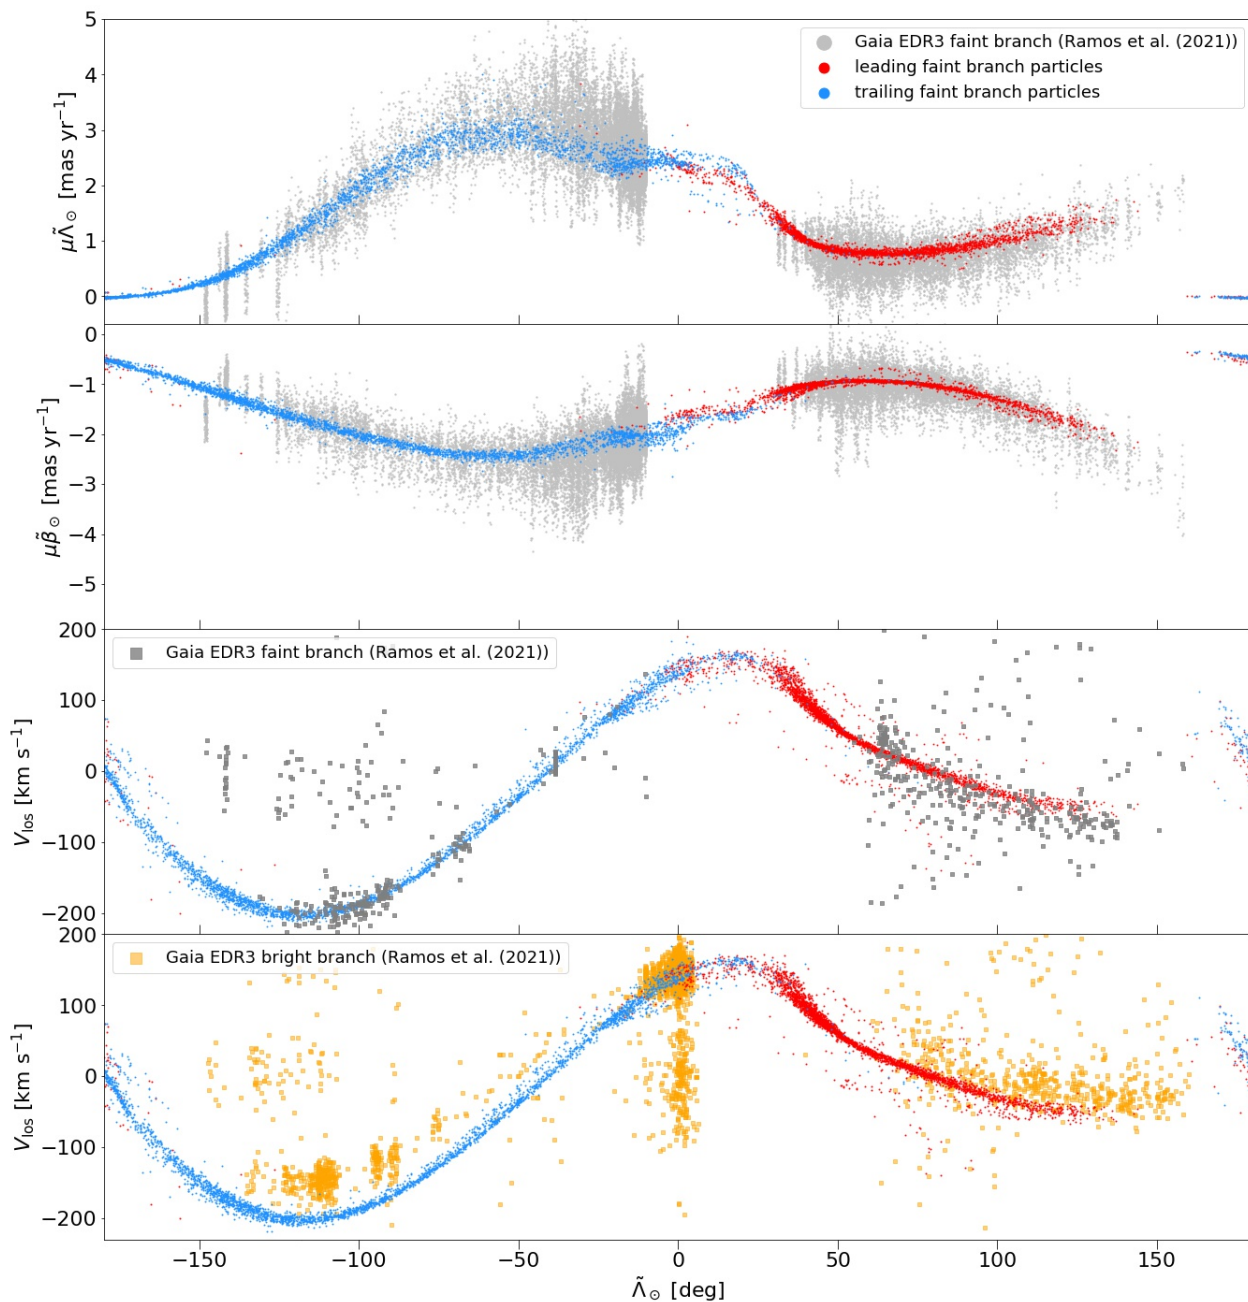 5
4
3
2
1
0
μΛ̃⊙ [mas yr⁻¹]
Gaia EDR3 faint branch (Ramos et al. (2021))
leading faint branch particles
trailing faint branch particles
0
−1
−2
−3
−4
−5
μβ̃⊙ [mas yr⁻¹]
200
100
0
−100
−200
V_los [km s⁻¹]
Gaia EDR3 faint branch (Ramos et al. (2021))
200
100
0
−100
−200
V_los [km s⁻¹]
Gaia EDR3 bright branch (Ramos et al. (2021))
−150 −100 −50 0 50 100 150
Λ̃⊙ [deg]